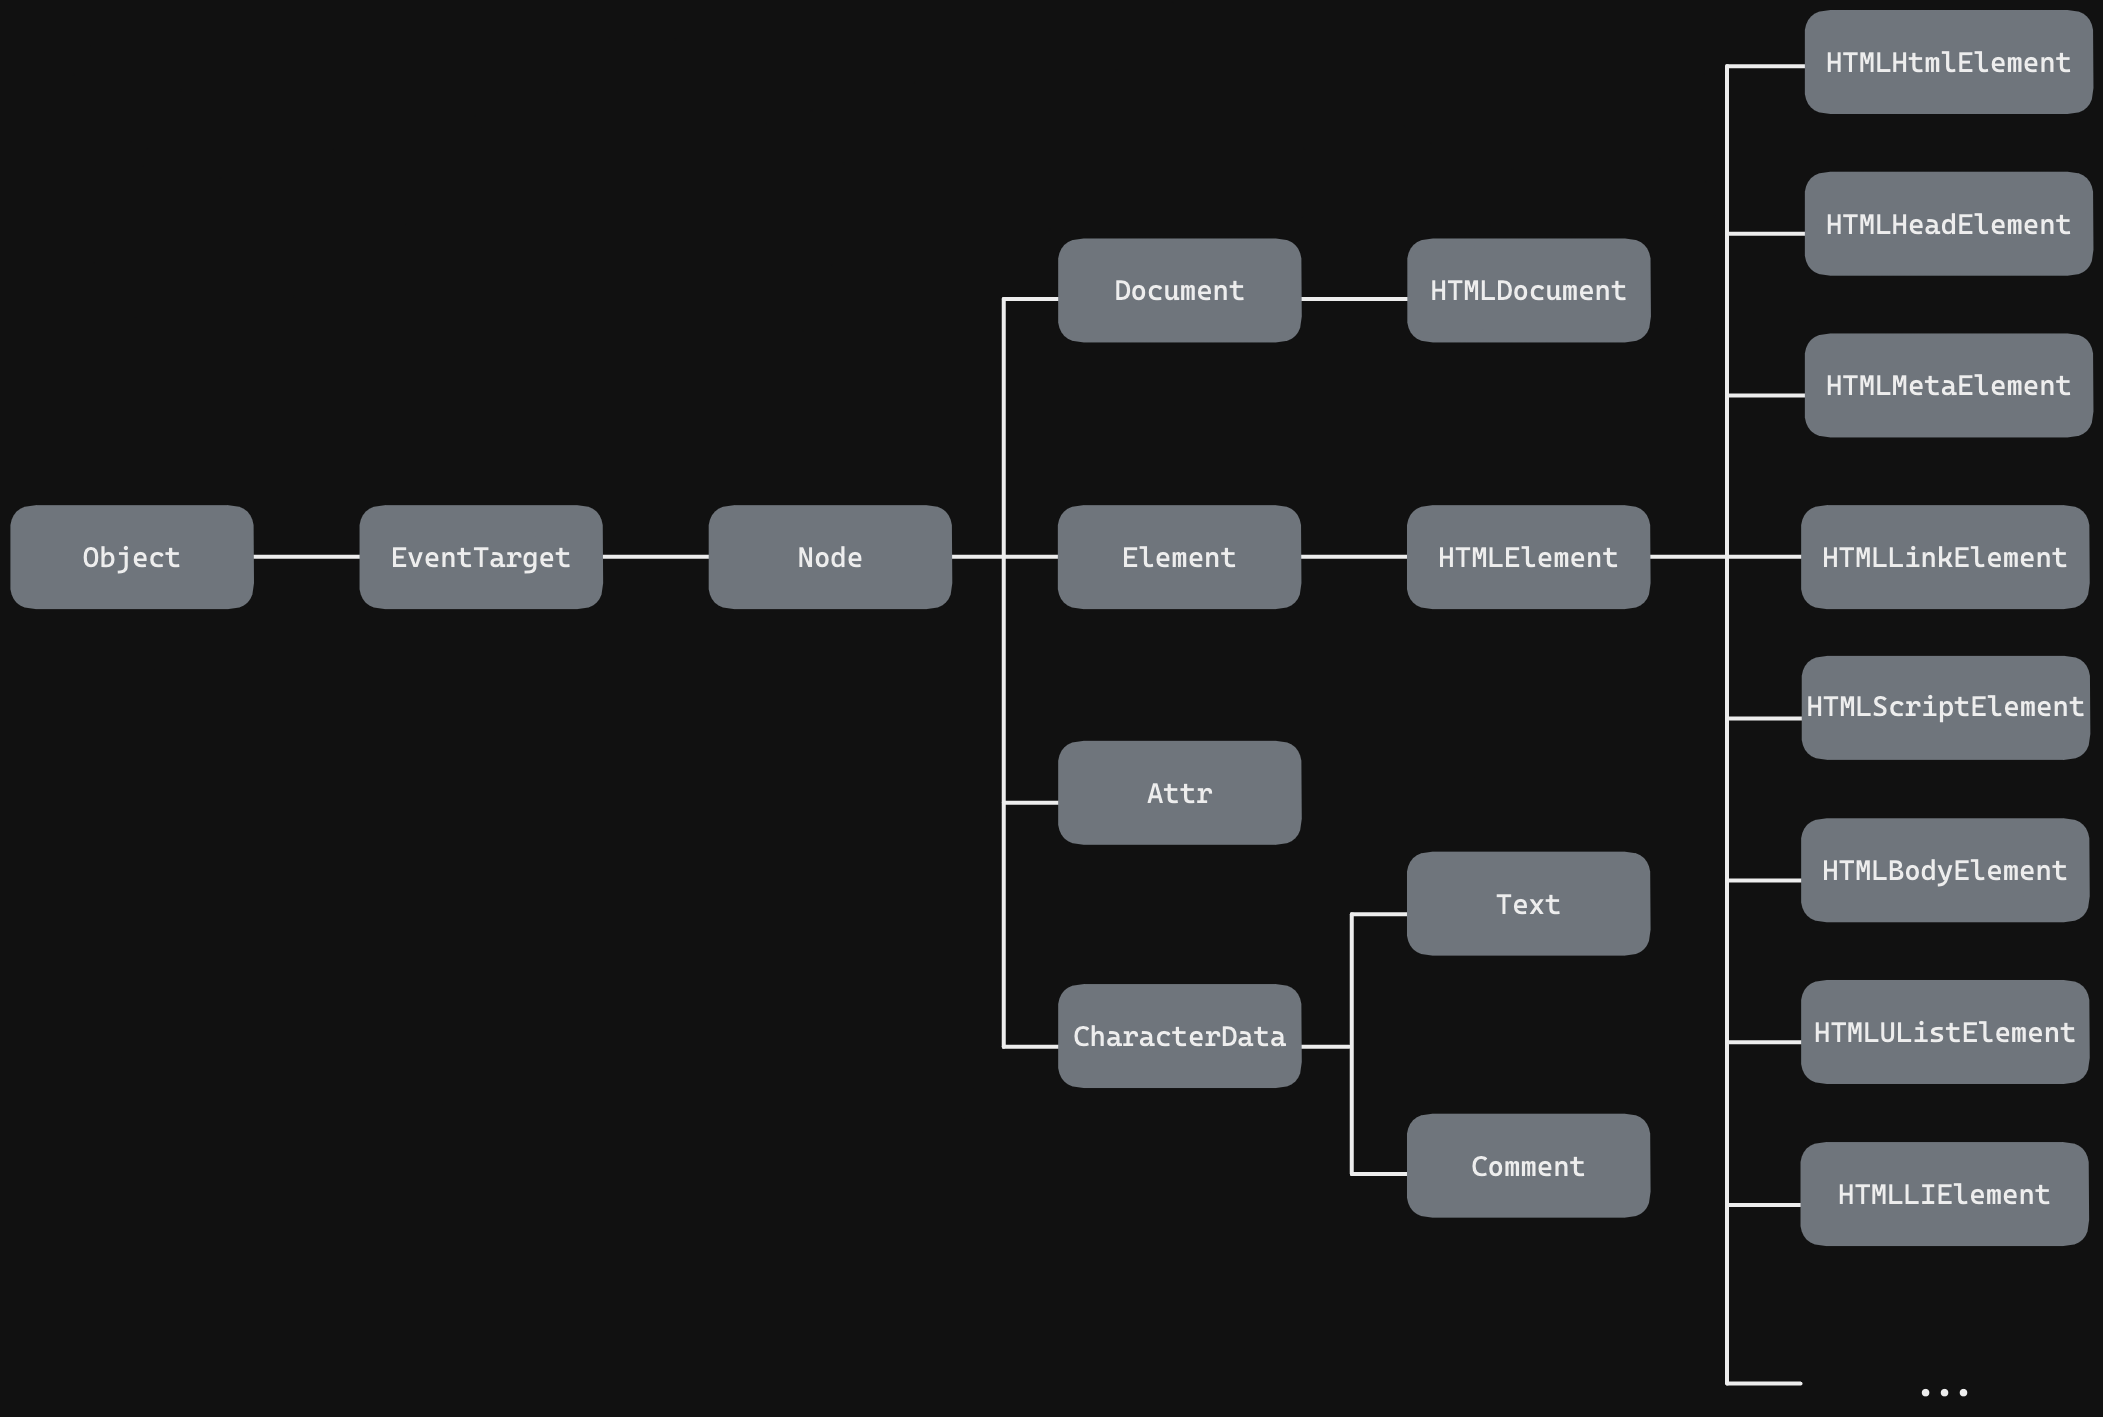 Object
EventTarget
Node
Document
HTMLDocument
Element
HTMLElement
Attr
CharacterData
Text
Comment
HTMLHtmlElement
HTMLHeadElement
HTMLMetaElement
HTMLLinkElement
HTMLScriptElement
HTMLBodyElement
HTMLUListElement
HTMLLIElement
...